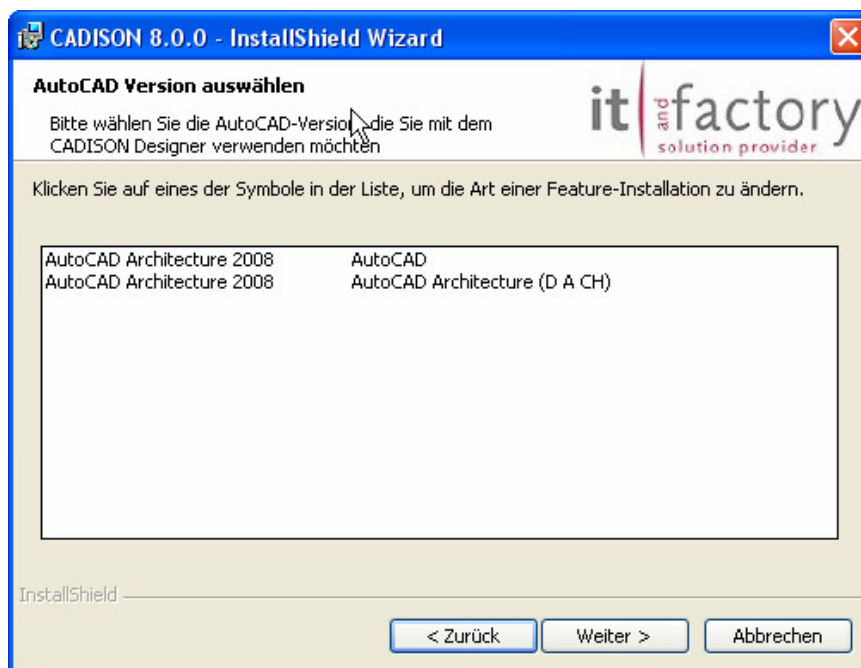 CADISON 8.0.0 - InstallShield Wizard
AutoCAD Version auswählen
Bitte wählen Sie die AutoCAD-Version, die Sie mit dem
CADISON Designer verwenden möchten
it and factory
solution provider
Klicken Sie auf eines der Symbole in der Liste, um die Art einer Feature-Installation zu ändern.
AutoCAD Architecture 2008 AutoCAD
AutoCAD Architecture 2008 AutoCAD Architecture (D A CH)
InstallShield
< Zurück Weiter > Abbrechen